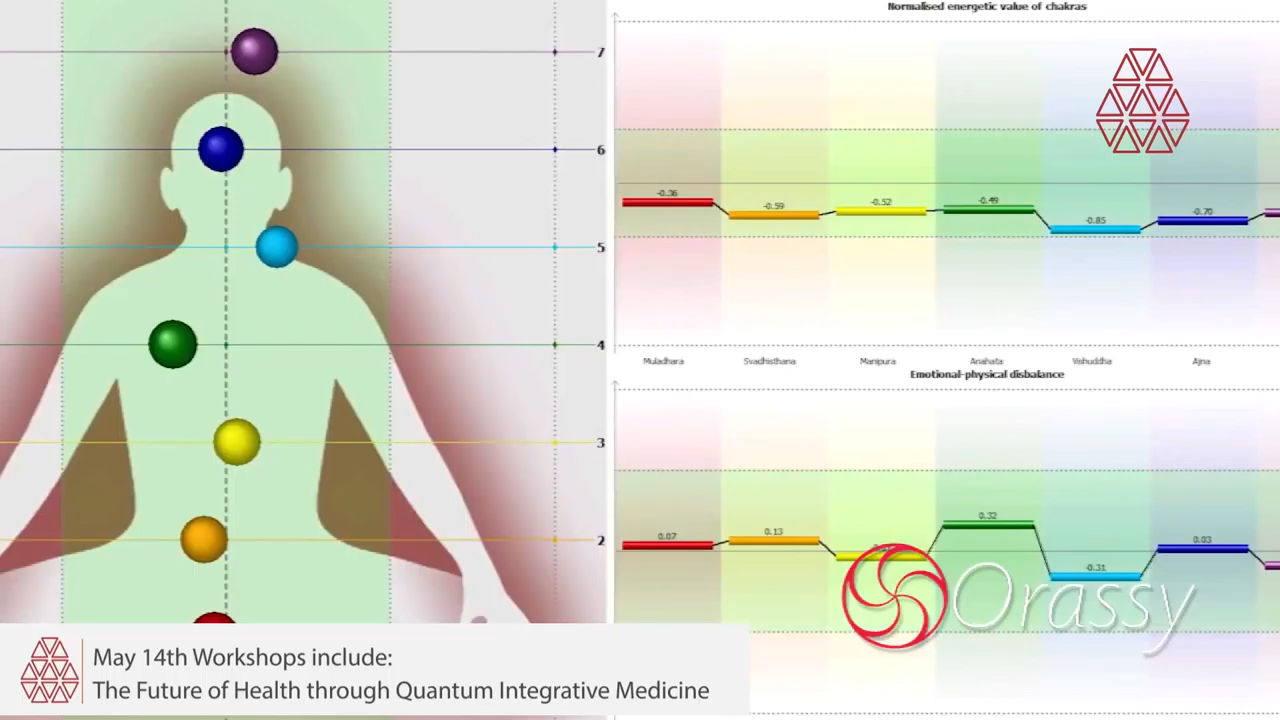 7
6
5
4
3
2
Normalised energetic value of chakras
-0.36
-0.59
-0.52
-0.49
-0.85
-0.70
Muladhara Svadhisthana Manipura Anahata Vishuddha Ajna
Emotional-physical disbalance
0.07
0.13
0.32
-0.31
0.03
Orassy
May 14th Workshops include:
The Future of Health through Quantum Integrative Medicine